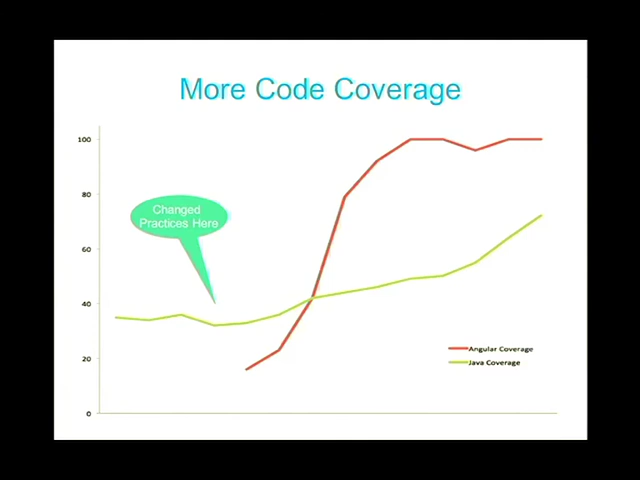 More Code Coverage
100
80
60
40
20
0
Changed
Practices Here
Angular Coverage
Java Coverage